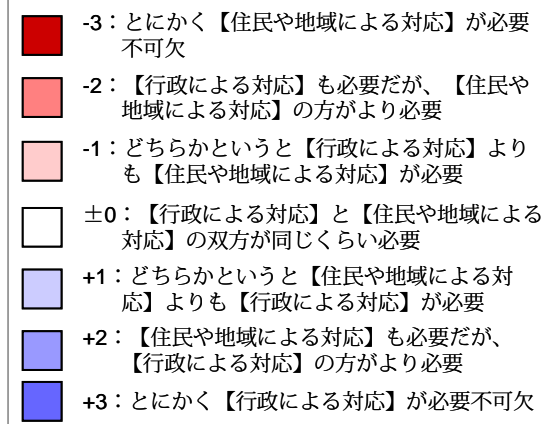 -3：とにかく【住民や地域による対応】が必要
不可欠
-2：【行政による対応】も必要だが、【住民や
地域による対応】の方がより必要
-1：どちらかというと【行政による対応】より
も【住民や地域による対応】が必要
±0：【行政による対応】と【住民や地域による
対応】の双方が同じくらい必要
+1：どちらかというと【住民や地域による対
応】よりも【行政による対応】が必要
+2：【住民や地域による対応】も必要だが、
【行政による対応】の方がより必要
+3：とにかく【行政による対応】が必要不可欠